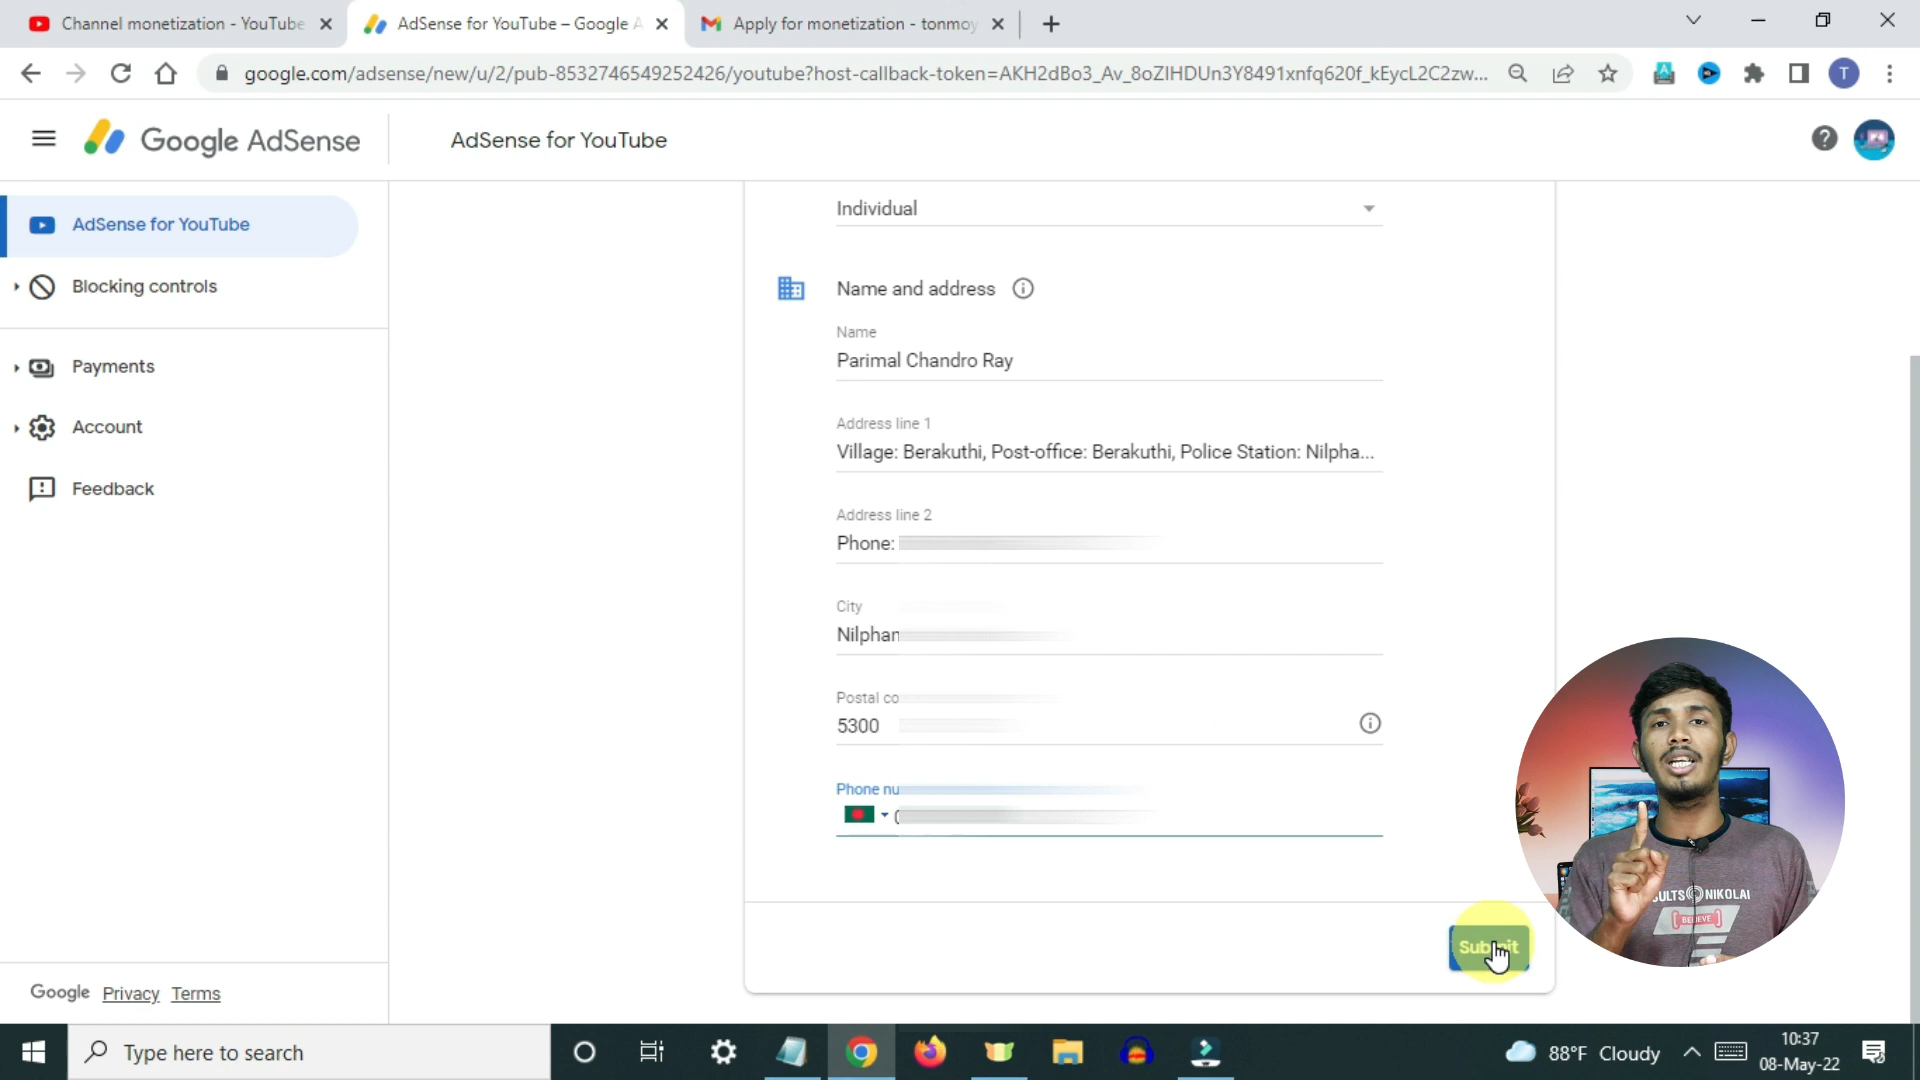 Channel monetization - YouTube
AdSense for YouTube – Google A
Apply for monetization - tonmoy
google.com/adsense/new/u/2/pub-8532746549252426/youtube?host-callback-token=AKH2dBo3_Av_8oZIHDUn3Y8491xnfq620f_kEycL2C2zw...
T
Google AdSense
AdSense for YouTube
AdSense for YouTube
Blocking controls
Payments
Account
Feedback
Individual
Name and address
Name
Parimal Chandro Ray
Address line 1
Village: Berakuthi, Post-office: Berakuthi, Police Station: Nilpha...
Address line 2
Phone:
City
Nilphan
Postal co
5300
Phone nu
Submit
SULTS NIKOLAI
BELIEVE
Google Privacy Terms
Type here to search
88°F Cloudy
10:37
08-May-22